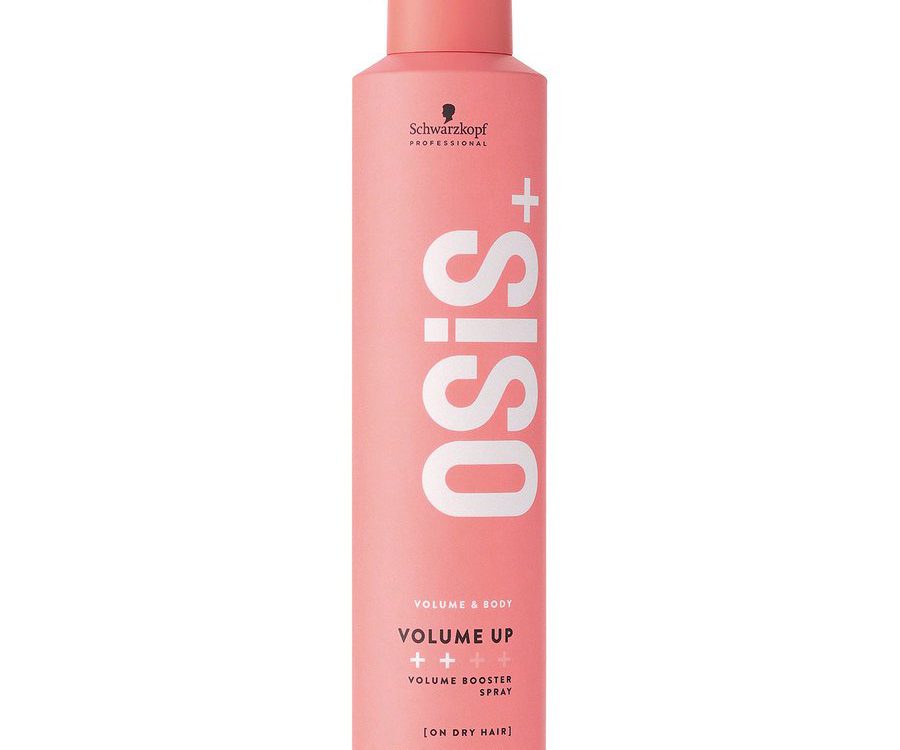 Schwarzkopf
PROFESSIONAL
OSiS+
VOLUME & BODY
VOLUME UP
++++
VOLUME BOOSTER
SPRAY
[ON DRY HAIR]